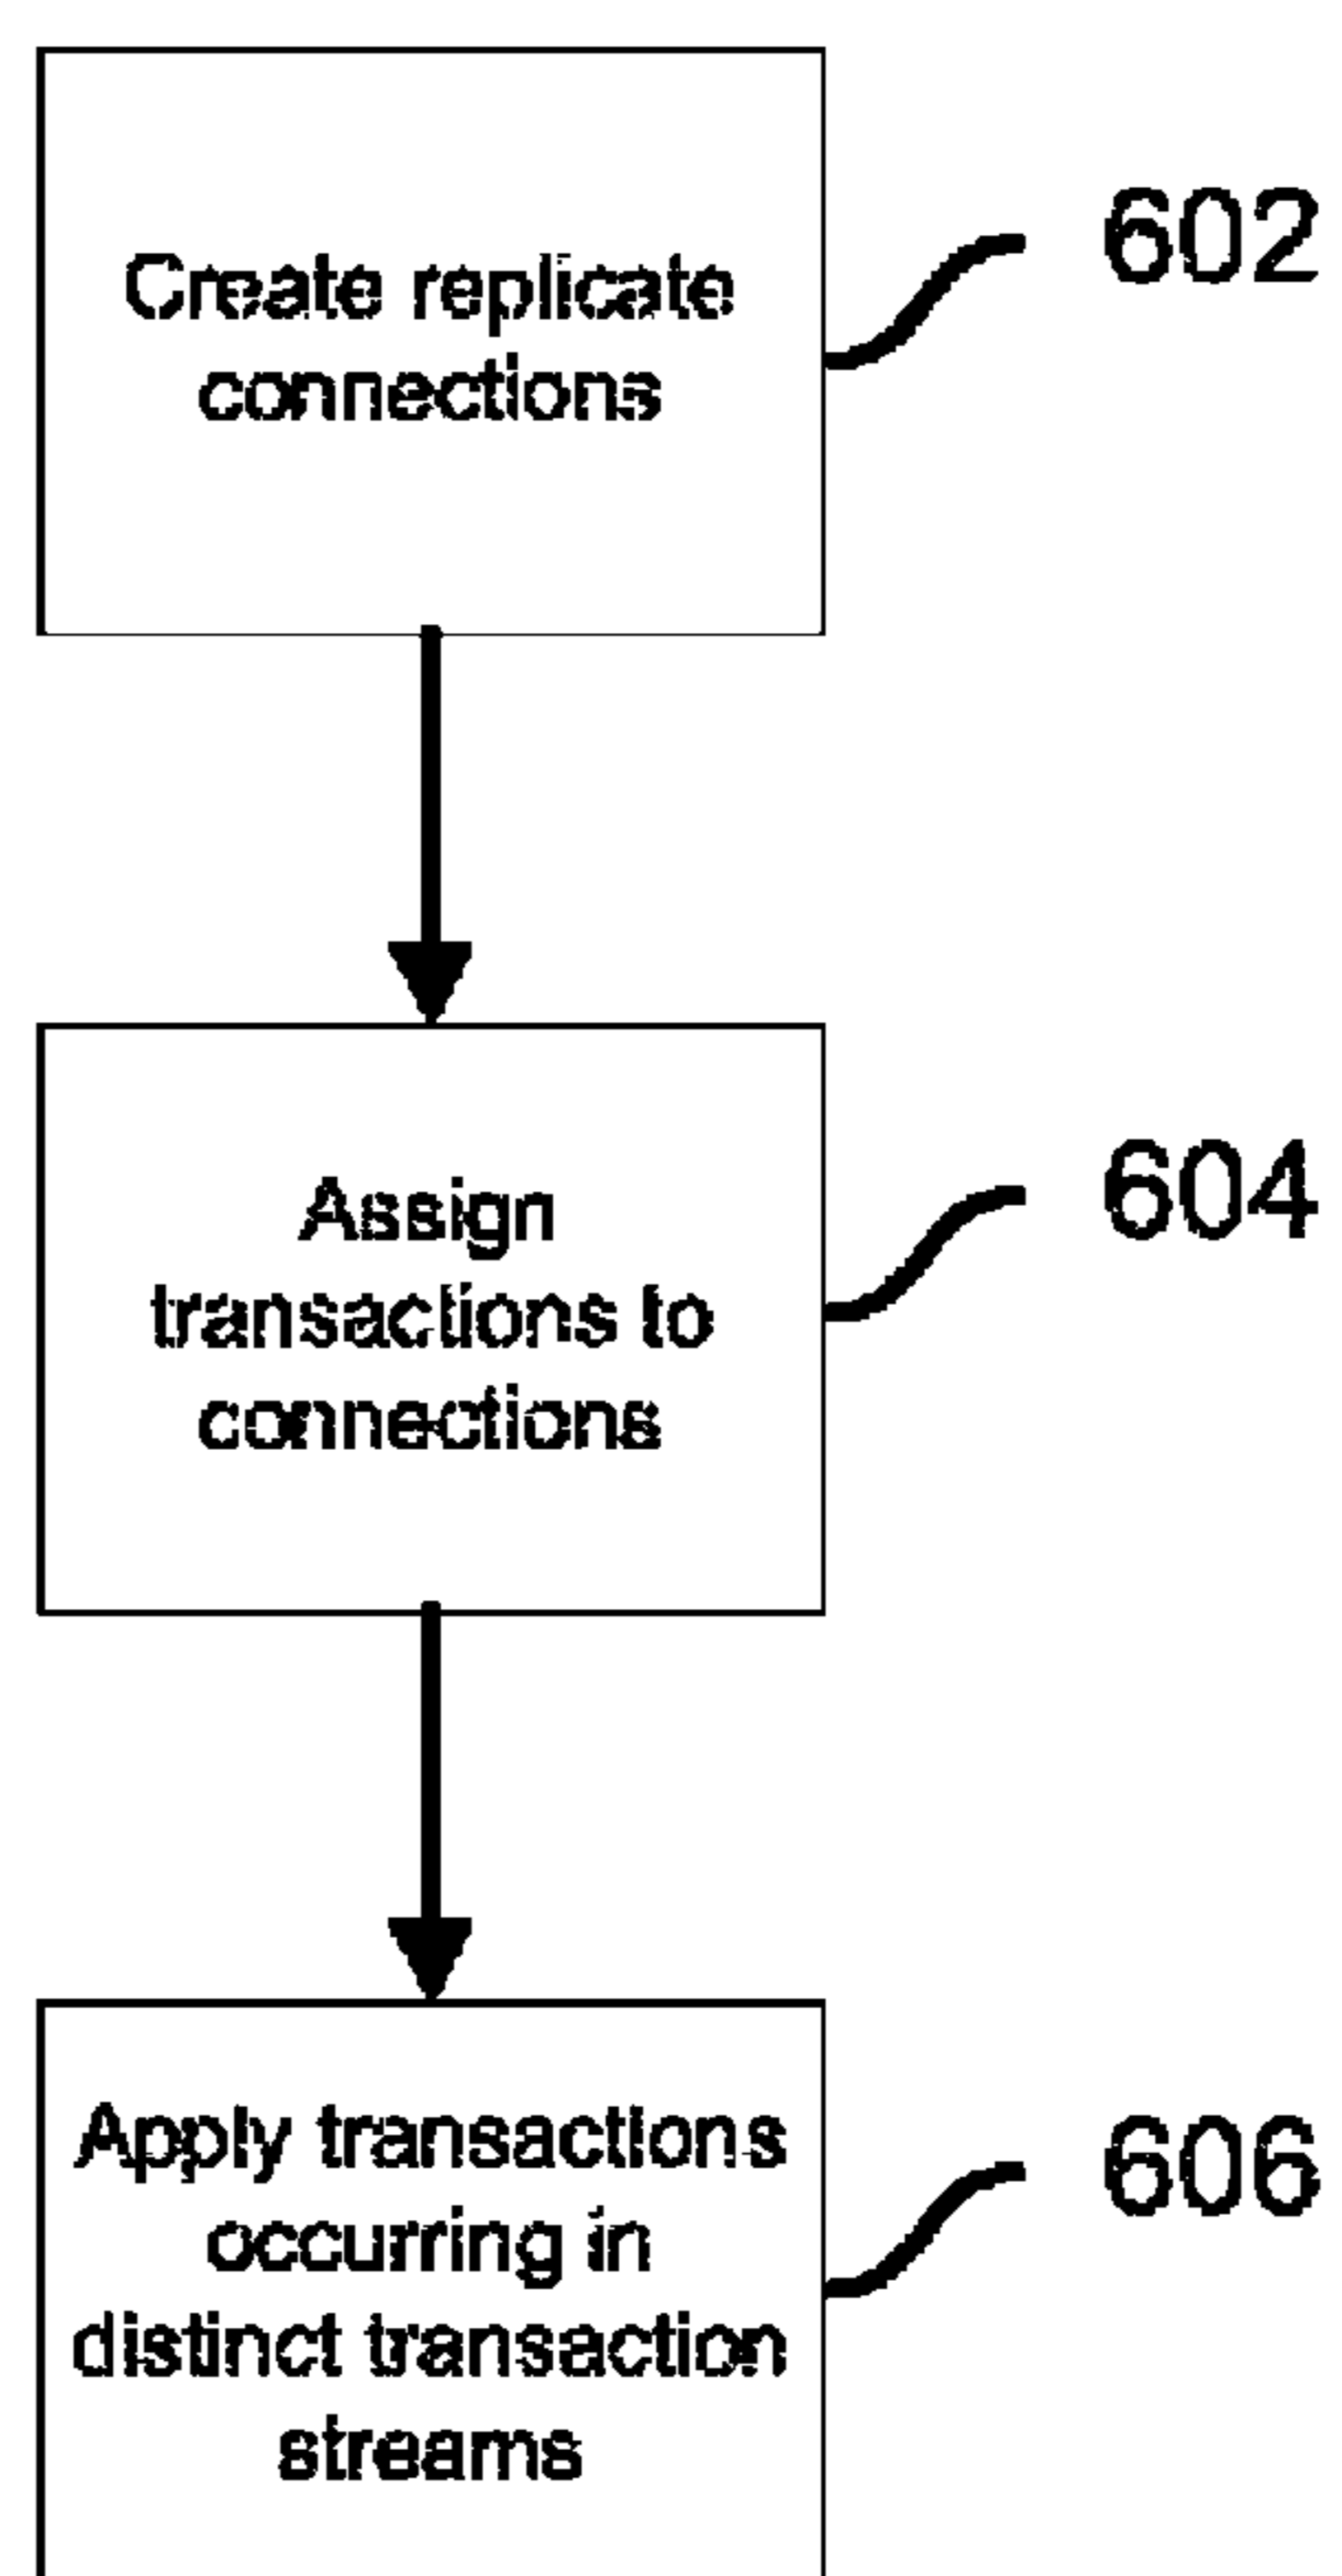 Create replicate
connections
602
Assign
transactions to
connections
604
Apply transactions
occurring in
distinct transaction
streams
606